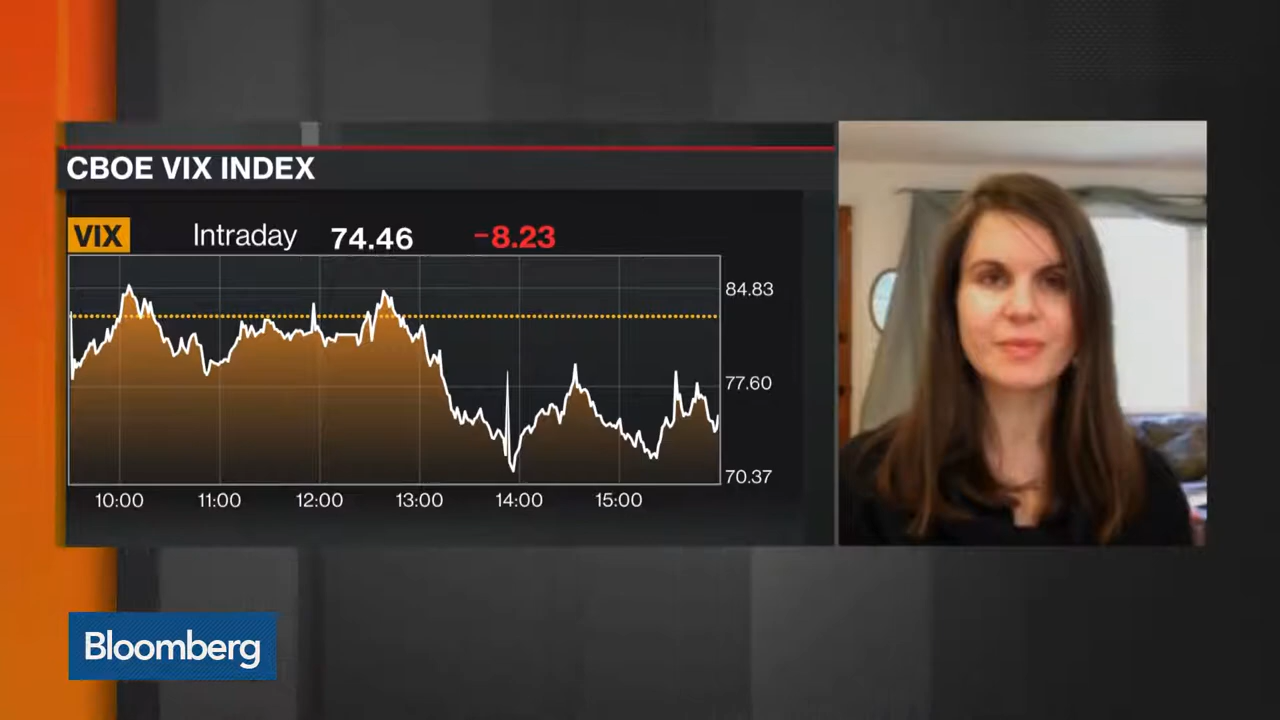 CBOE VIX INDEX
VIX Intraday 74.46 -8.23
84.83
77.60
70.37
10:00 11:00 12:00 13:00 14:00 15:00
Bloomberg